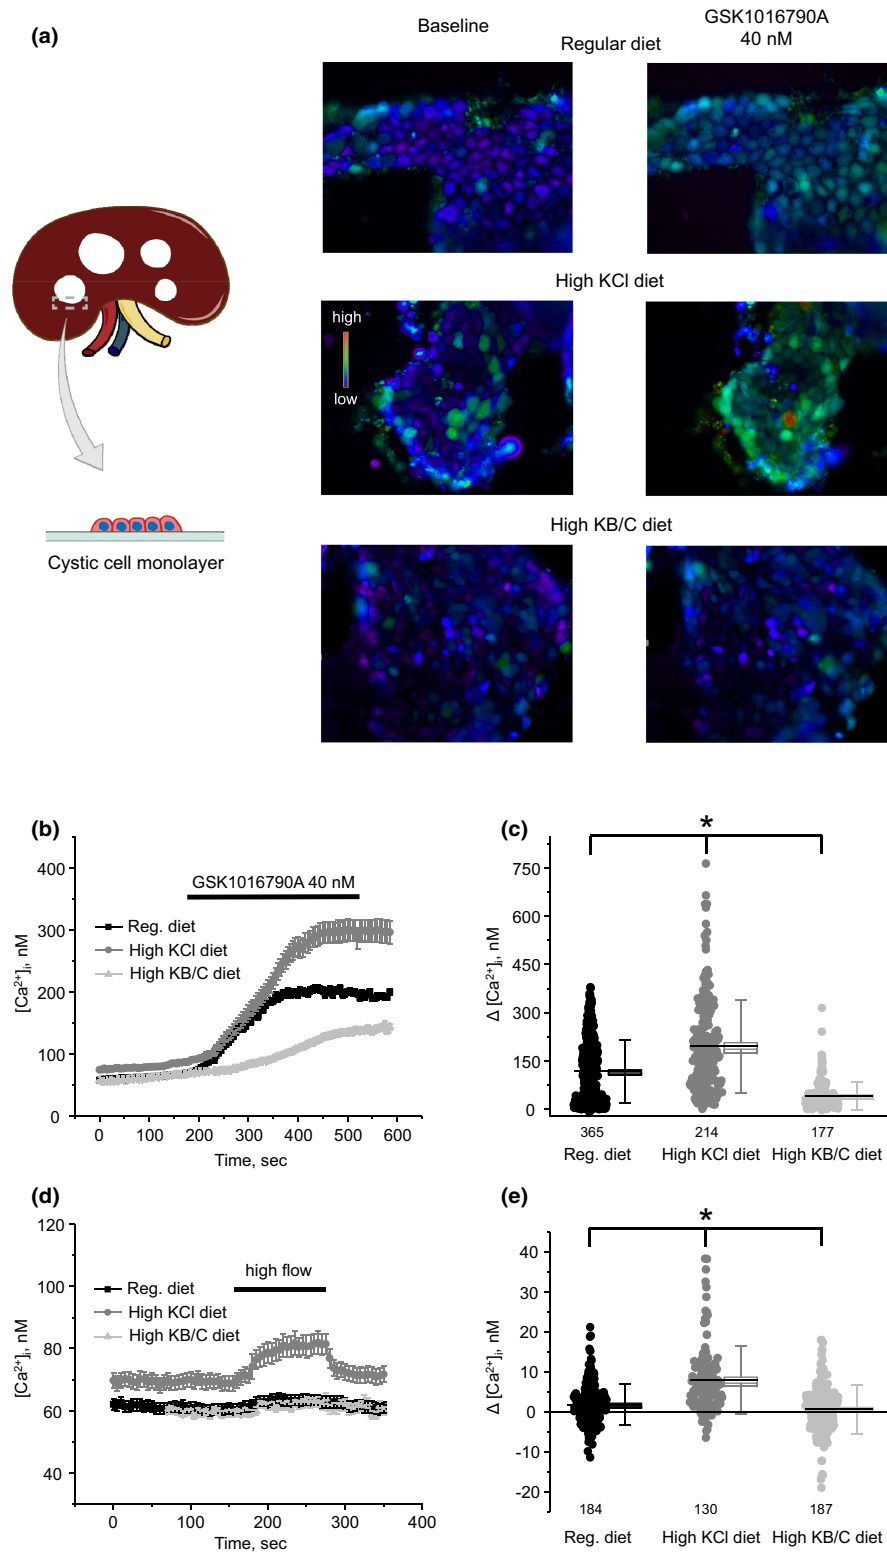 (a)
Baseline
GSK1016790A
40 nM
Regular diet
High KCl diet
high
low
High KB/C diet
Cystic cell monolayer
(b)
[Ca²⁺]ᵢ, nM
400
300
200
100
0
GSK1016790A 40 nM
Reg. diet
High KCl diet
High KB/C diet
0 100 200 300 400 500 600
Time, sec
(c)
*
Δ [Ca²⁺]ᵢ, nM
750
600
450
300
150
0
365 214 177
Reg. diet High KCl diet High KB/C diet
(d)
[Ca²⁺]ᵢ, nM
120
100
80
60
40
high flow
Reg. diet
High KCl diet
High KB/C diet
0 100 200 300 400
Time, sec
(e)
*
Δ [Ca²⁺]ᵢ, nM
40
30
20
10
0
-10
-20
184 130 187
Reg. diet High KCl diet High KB/C diet